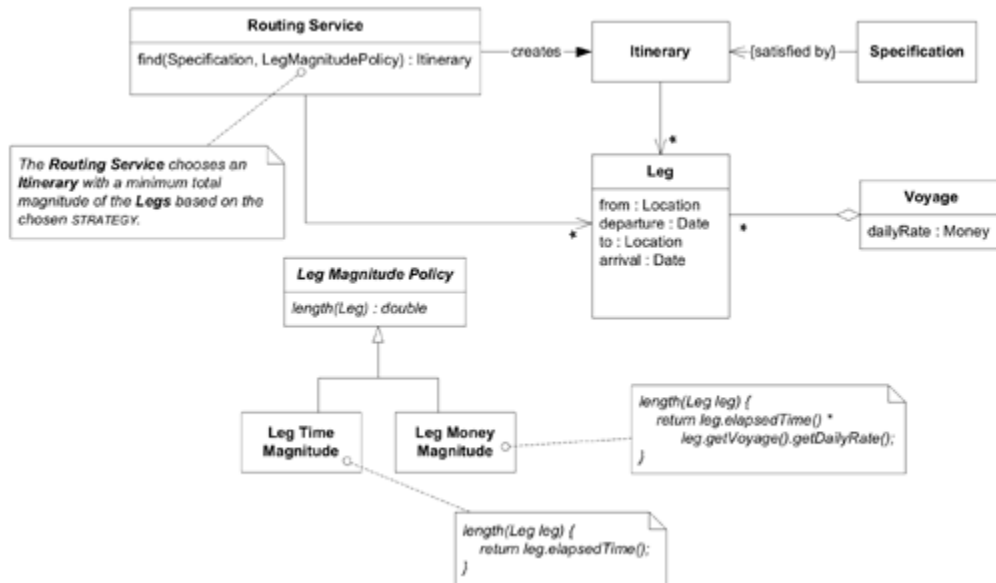 Routing Service
find(Specification, LegMagnitudePolicy) : Itinerary
creates
Itinerary
{satisfied by}
Specification
The Routing Service chooses an
Itinerary with a minimum total
magnitude of the Legs based on the
chosen STRATEGY.
*
*
Leg
from : Location
departure : Date
to : Location
arrival : Date
*
Voyage
dailyRate : Money
Leg Magnitude Policy
length(Leg) : double
Leg Time
Magnitude
Leg Money
Magnitude
length(Leg leg) {
return leg.elapsedTime() *
leg.getVoyage().getDailyRate();
}
length(Leg leg) {
return leg.elapsedTime();
}